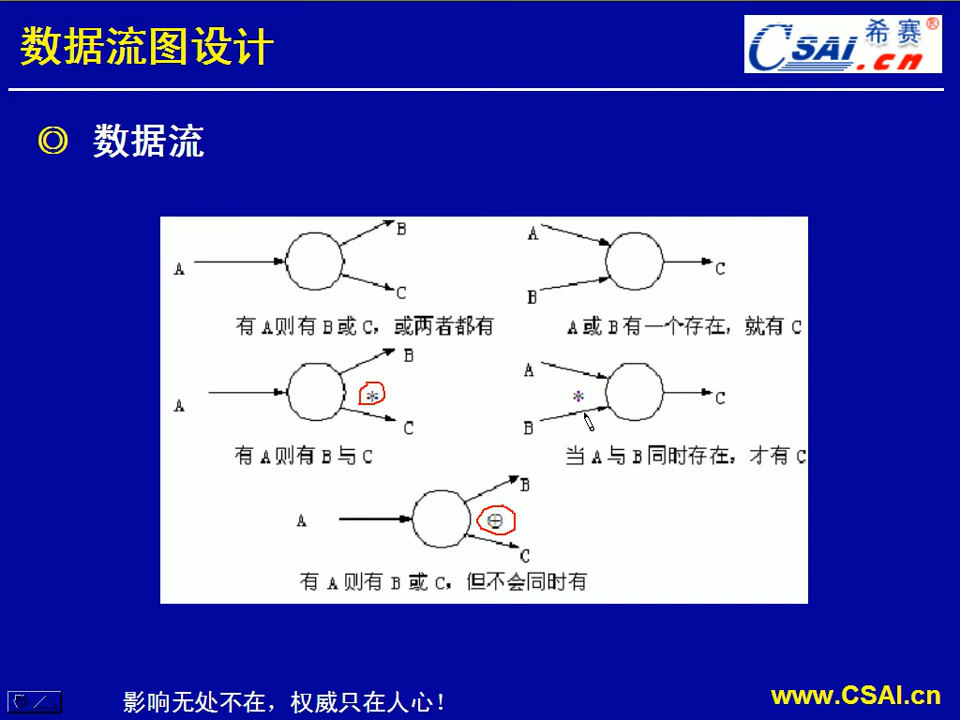 数据流图设计
CSAI.cn 希赛®
◎ 数据流
A B C
有 A 则有 B 或 C，或两者都有
A B C
A 或 B 有一个存在，就有 C
A B * C
有 A 则有 B 与 C
A * B C
当 A 与 B 同时存在，才有 C
A B ⊕ C
有 A 则有 B 或 C，但不会同时有
影响无处不在，权威只在人心！
www.CSAI.cn